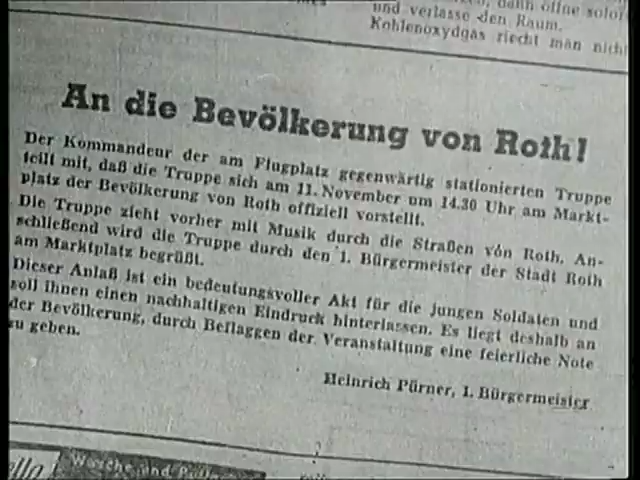 dann ohne
und verlasse den Raum.
Kohlenoxydgas riecht man nicht
An die Bevölkerung von Roth!
Der Kommandeur der am Flugplatz gegenwärtig stationierten Truppe
teilt mit, daß die Truppe sich am 11. November um 14.30 Uhr am Markt-
platz der Bevölkerung von Roth offiziell vorstellt.
Die Truppe zieht vorher mit Musik durch die Straßen von Roth. An-
schließend wird die Truppe durch den 1. Bürgermeister der Stadt Roth
am Marktplatz begrüßt.
Dieser Anlaß ist ein bedeutungsvoller Akt für die jungen Soldaten und
soll Ihnen einen nachhaltigen Eindruck hinterlassen. Es liegt deshalb an
der Bevölkerung, durch Beflaggen der Veranstaltung eine feierliche Note
zu geben.
Heinrich Pürner, 1. Bürgermeister
Wäsche und